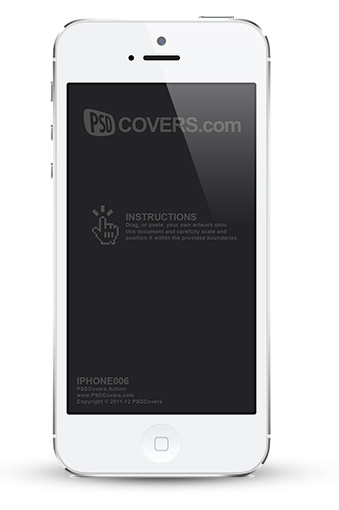 PSD COVERS.com
INSTRUCTIONS
Drag, or paste, your own artwork onto
this document and carefully scale and
position it within the provided boundaries.
IPHONE006
PSDCovers Action
www.PSDCovers.com
Copyright © 2011-12 PSDCovers